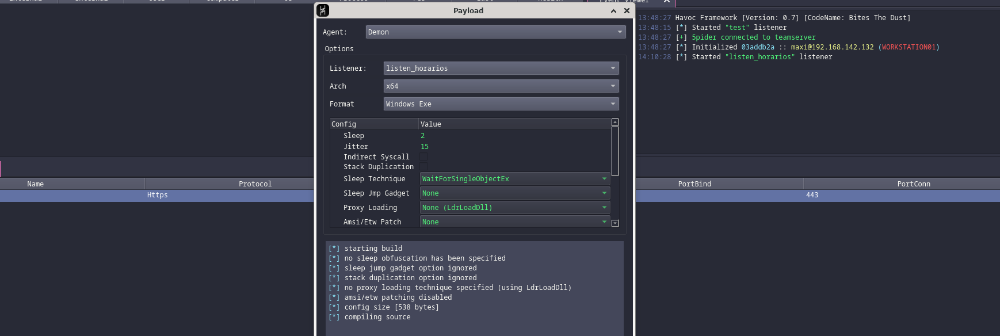 Event Viewer
Payload
Agent: Demon
Options
Listener: listen_horarios
Arch x64
Format Windows Exe
Config Value
Sleep 2
Jitter 15
Indirect Syscall
Stack Duplication
Sleep Technique WaitForSingleObjectEx
Sleep Jmp Gadget None
Proxy Loading None (LdrLoadDll)
Amsi/Etw Patch None
[*] starting build
[*] no sleep obfuscation has been specified
[*] sleep jump gadget option ignored
[*] stack duplication option ignored
[*] no proxy loading technique specified (using LdrLoadDll)
[*] amsi/etw patching disabled
[*] config size [538 bytes]
[*] compiling source
13:48:27 Havoc Framework [Version: 0.7] [CodeName: Bites The Dust]
13:48:15 [*] Started "test" listener
13:48:27 [+] 5pider connected to teamserver
13:48:27 [*] Initialized 03addb2a :: maxi@192.168.142.132 (WORKSTATION01)
14:10:28 [*] Started "listen_horarios" listener
Name Protocol PortBind PortConn
Https 443